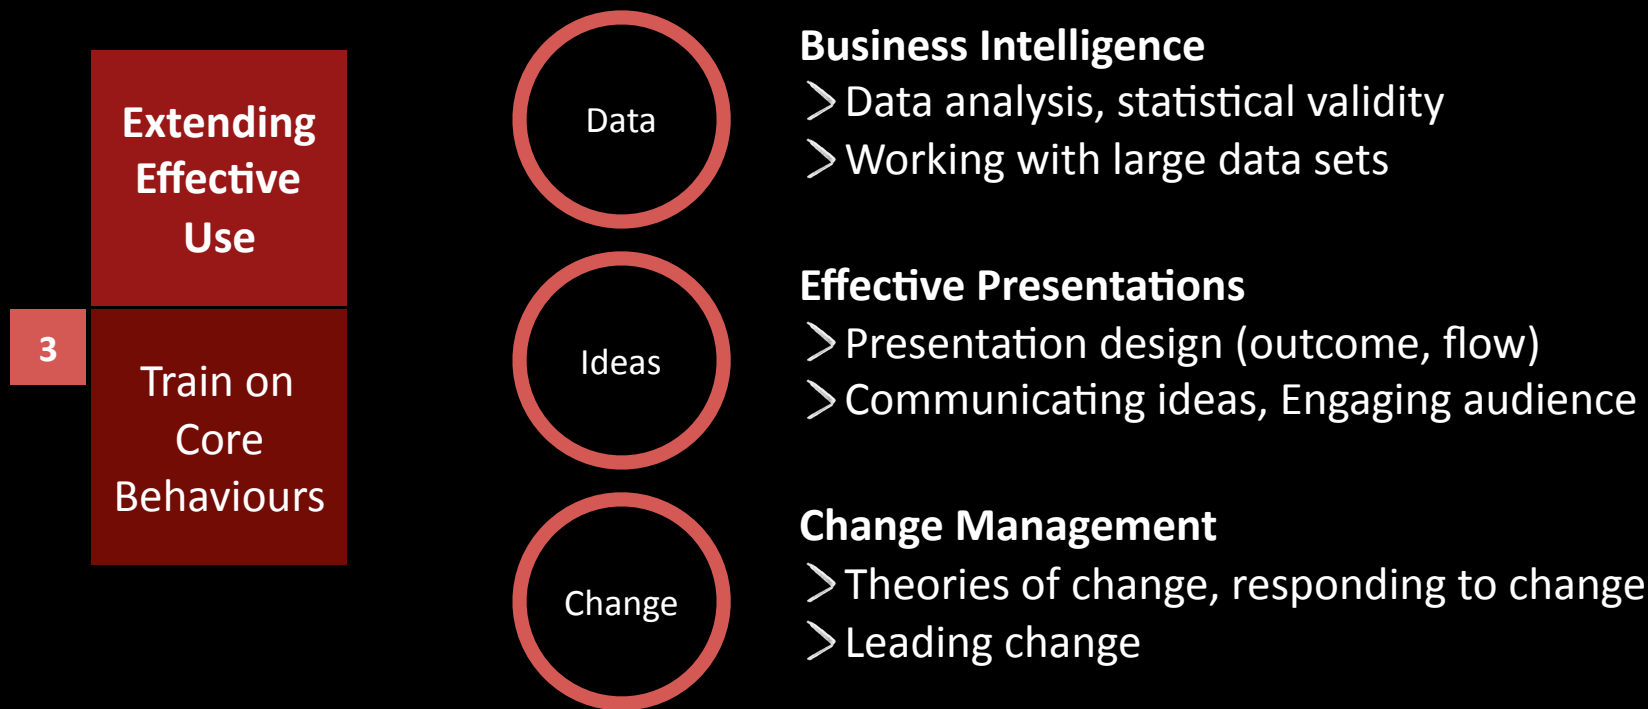 Extending
Effective
Use
3
Train on
Core
Behaviours
Data
Business Intelligence
Data analysis, statistical validity
Working with large data sets
Ideas
Effective Presentations
Presentation design (outcome, flow)
Communicating ideas, Engaging audience
Change
Change Management
Theories of change, responding to change
Leading change